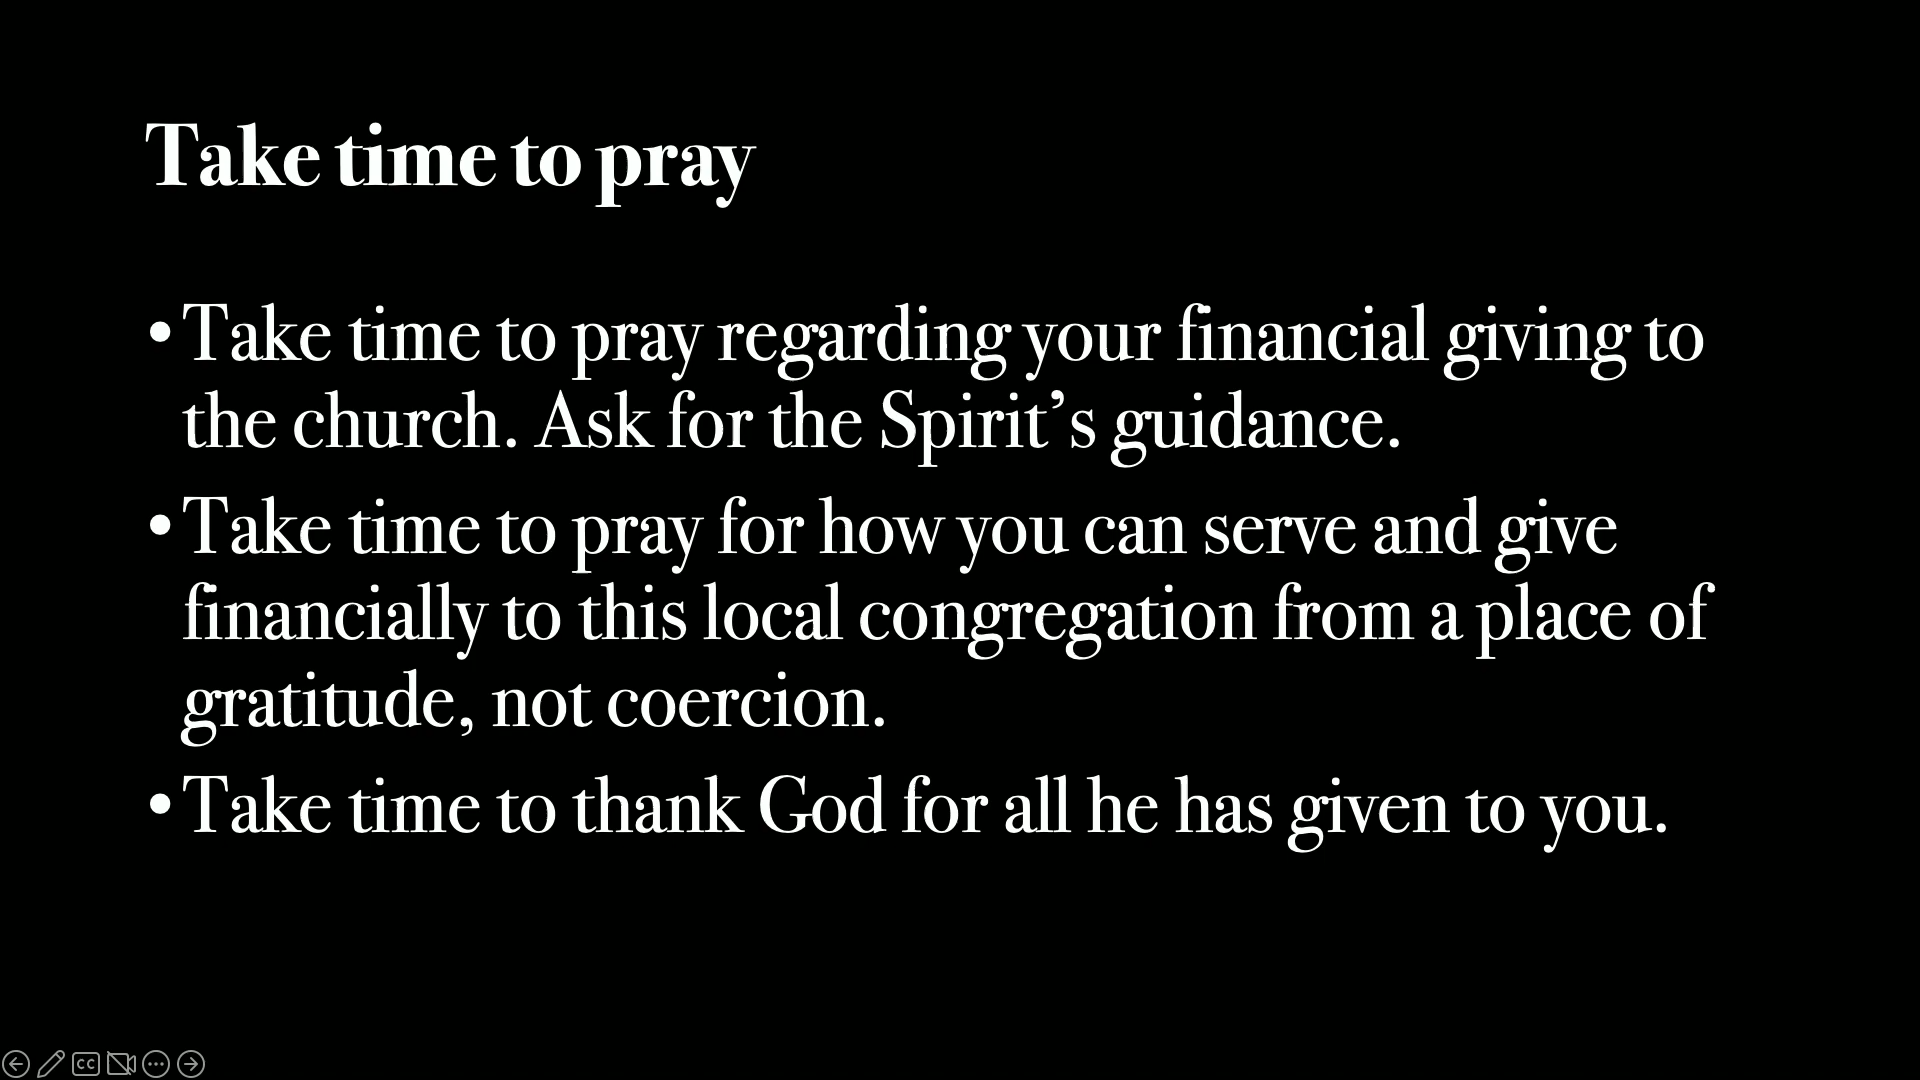 Take time to pray
•Take time to pray regarding your financial giving to
the church. Ask for the Spirit’s guidance.
•Take time to pray for how you can serve and give
financially to this local congregation from a place of
gratitude, not coercion.
•Take time to thank God for all he has given to you.
CC